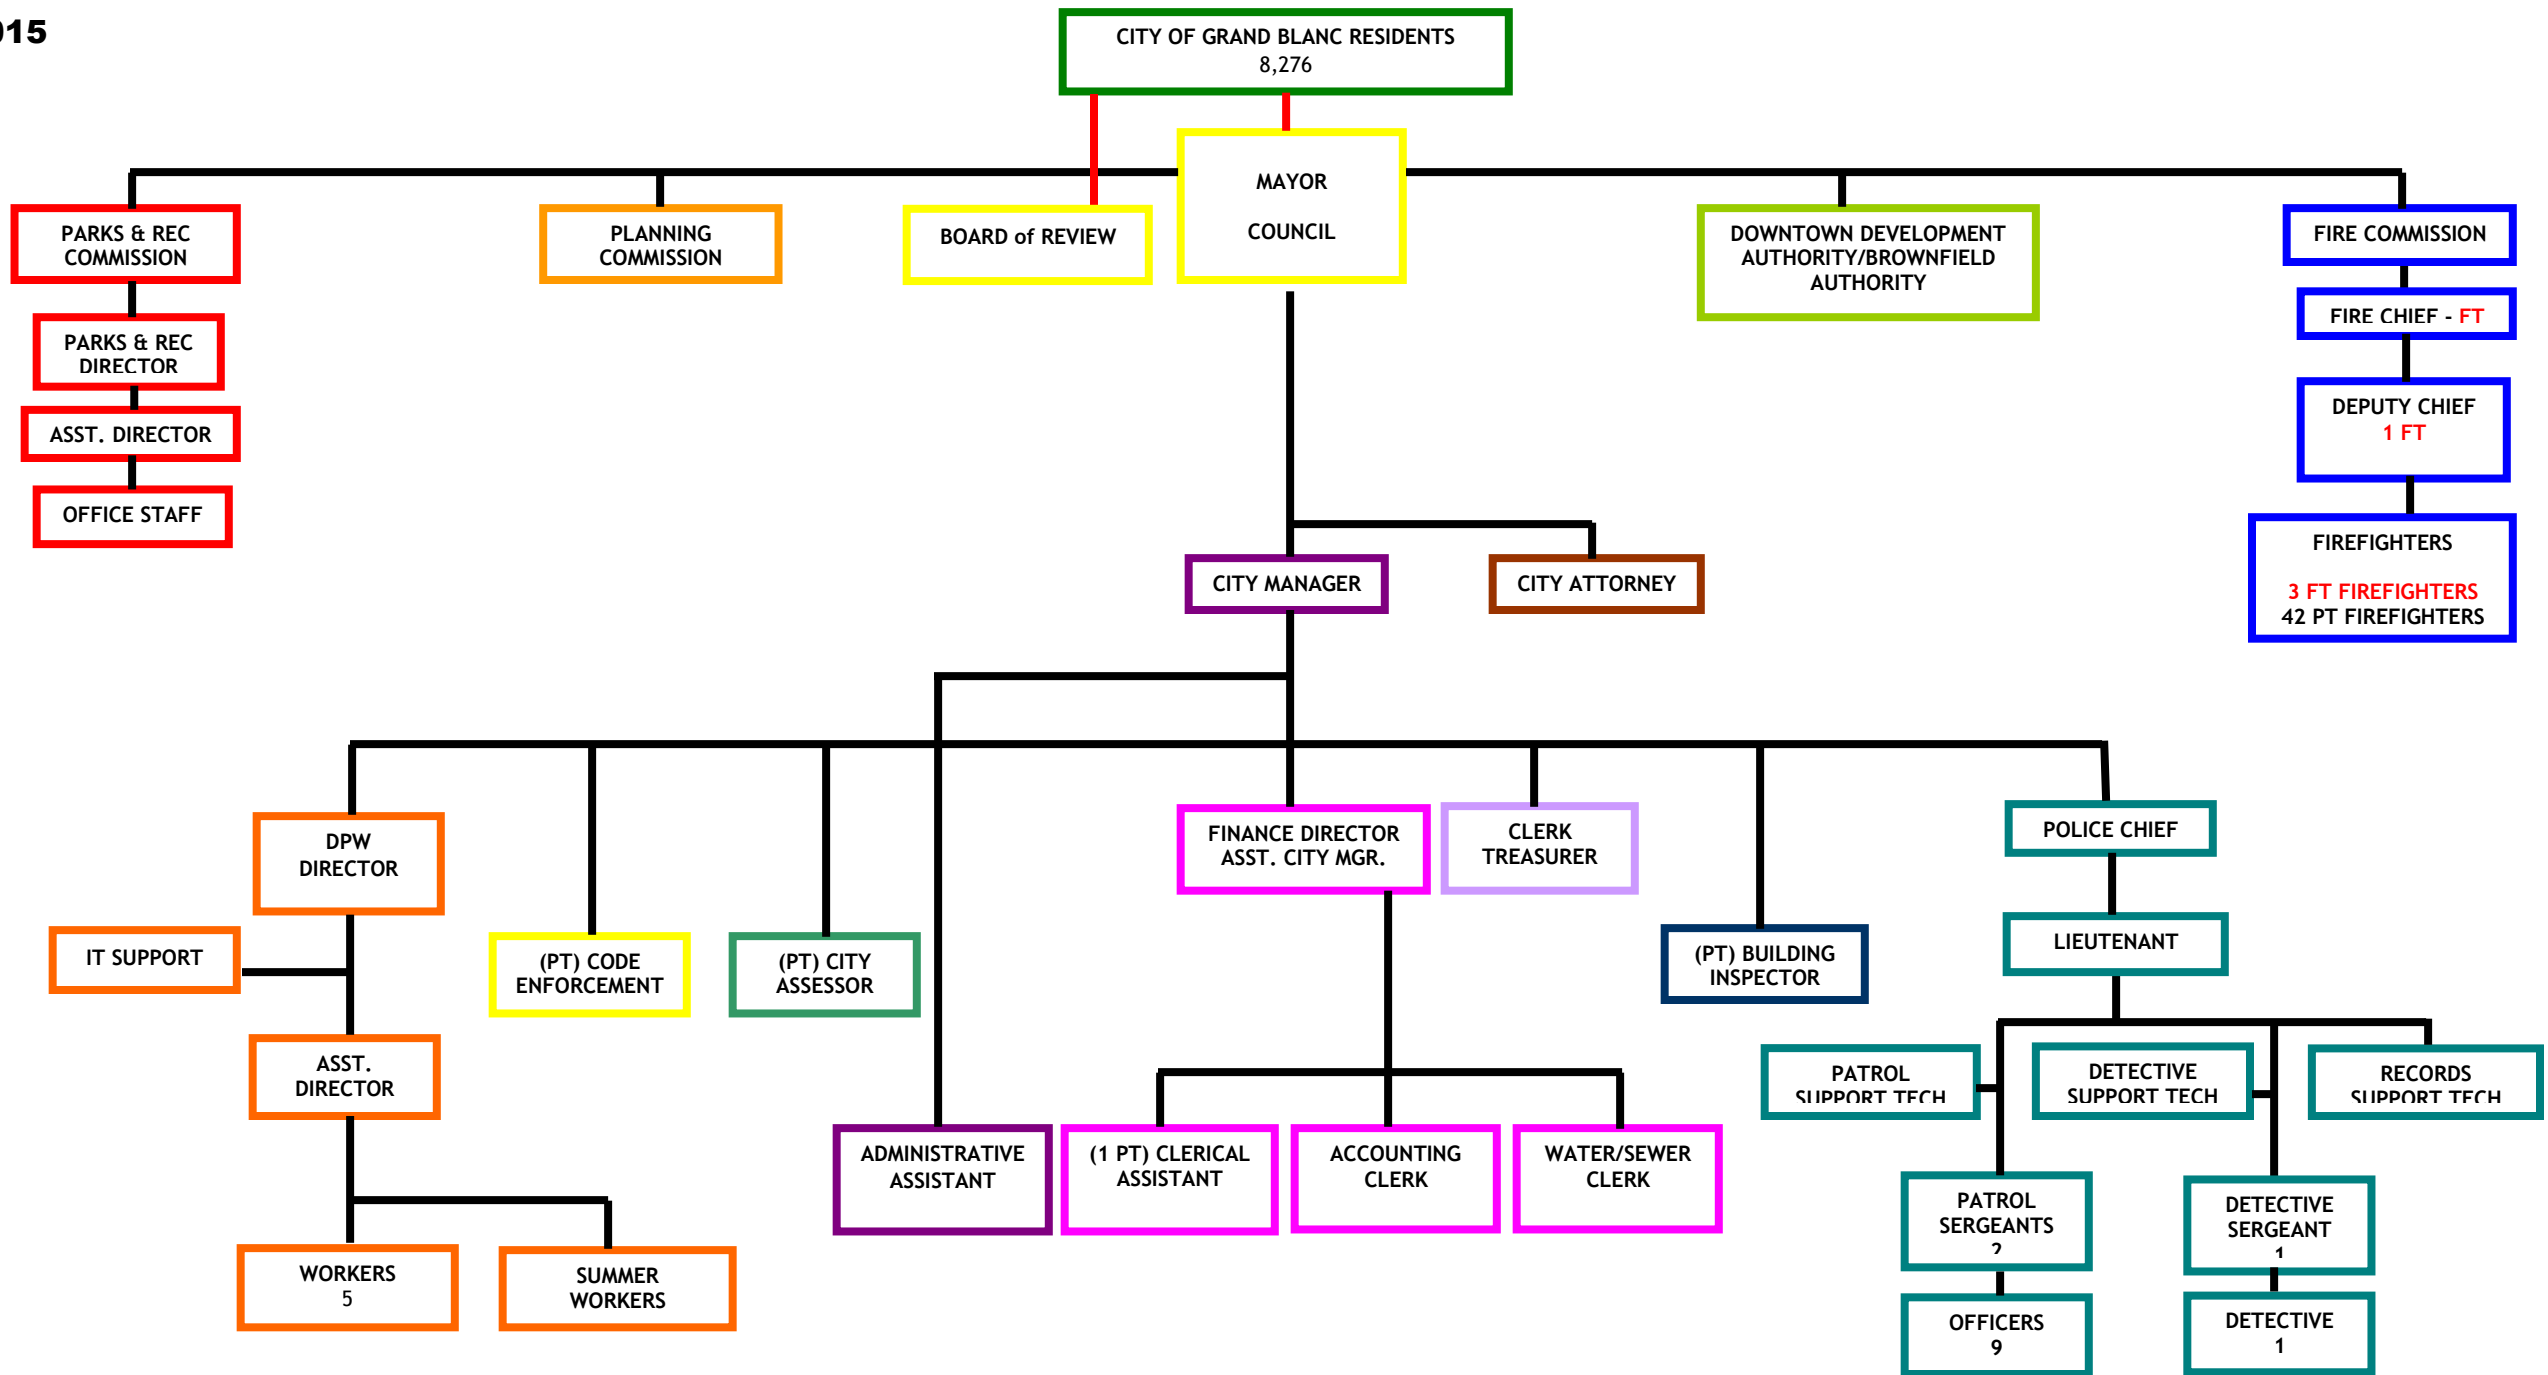 015
CITY OF GRAND BLANC RESIDENTS
8,276
MAYOR
COUNCIL
PARKS & REC
COMMISSION
PLANNING
COMMISSION
BOARD of REVIEW
DOWNTOWN DEVELOPMENT
AUTHORITY/BROWNFIELD
AUTHORITY
FIRE COMMISSION
FIRE CHIEF - FT
PARKS & REC
DIRECTOR
DEPUTY CHIEF
1 FT
ASST. DIRECTOR
OFFICE STAFF
FIREFIGHTERS
3 FT FIREFIGHTERS
42 PT FIREFIGHTERS
CITY MANAGER
CITY ATTORNEY
DPW
DIRECTOR
FINANCE DIRECTOR
ASST. CITY MGR.
CLERK
TREASURER
POLICE CHIEF
IT SUPPORT
(PT) CODE
ENFORCEMENT
(PT) CITY
ASSESSOR
(PT) BUILDING
INSPECTOR
LIEUTENANT
ASST.
DIRECTOR
PATROL
SUPPORT TECH
DETECTIVE
SUPPORT TECH
RECORDS
SUPPORT TECH
ADMINISTRATIVE
ASSISTANT
(1 PT) CLERICAL
ASSISTANT
ACCOUNTING
CLERK
WATER/SEWER
CLERK
PATROL
SERGEANTS
2
DETECTIVE
SERGEANT
1
WORKERS
5
SUMMER
WORKERS
OFFICERS
9
DETECTIVE
1